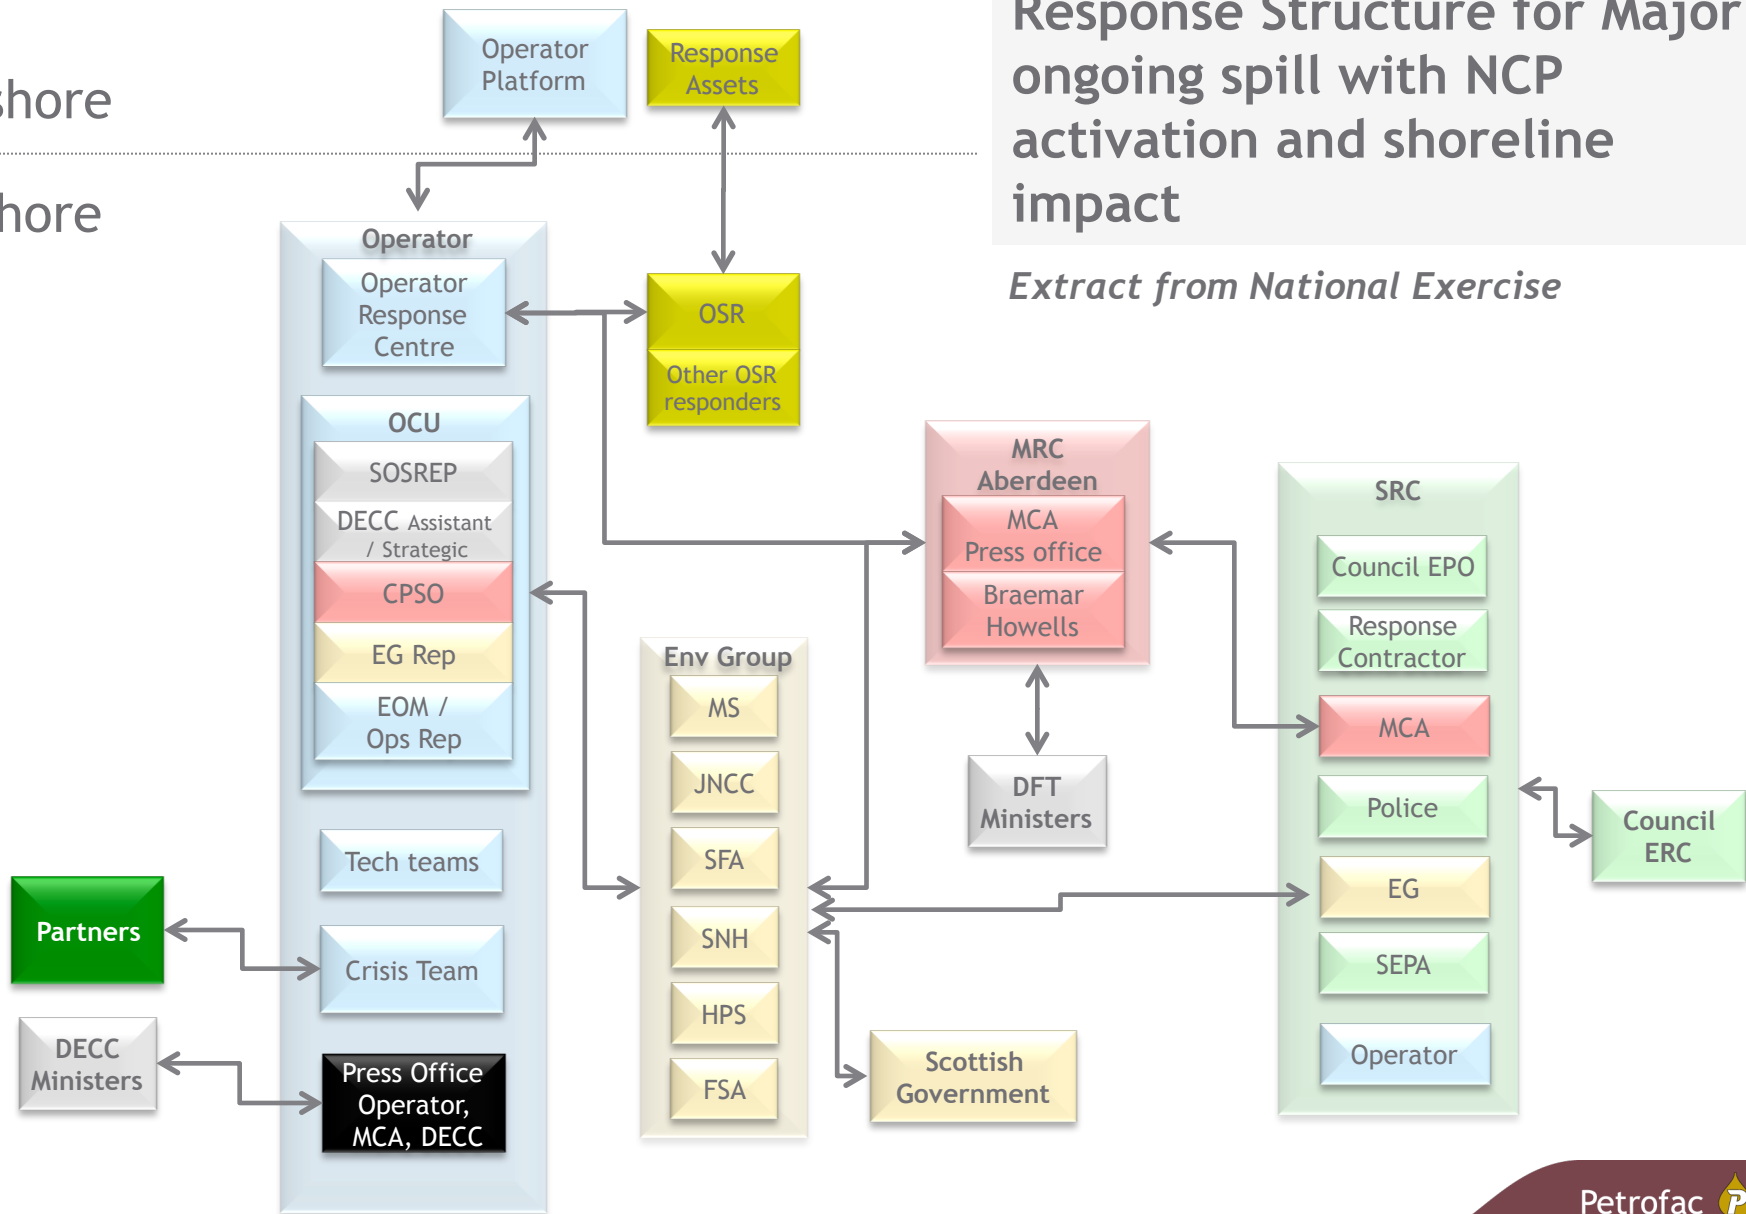 Response Structure for Major
ongoing spill with NCP
activation and shoreline
impact
Extract from National Exercise
shore
hore
Operator
Platform
Response
Assets
Operator
Operator
Response
Centre
OSR
Other OSR
responders
OCU
SOSREP
DECC Assistant
/ Strategic
CPSO
EG Rep
EOM /
Ops Rep
Tech teams
Crisis Team
Press Office
Operator,
MCA, DECC
Partners
DECC
Ministers
Env Group
MS
JNCC
SFA
SNH
HPS
FSA
MRC
Aberdeen
MCA
Press office
Braemar
Howells
DFT
Ministers
Scottish
Government
SRC
Council EPO
Response
Contractor
MCA
Police
EG
SEPA
Operator
Council
ERC
Petrofac